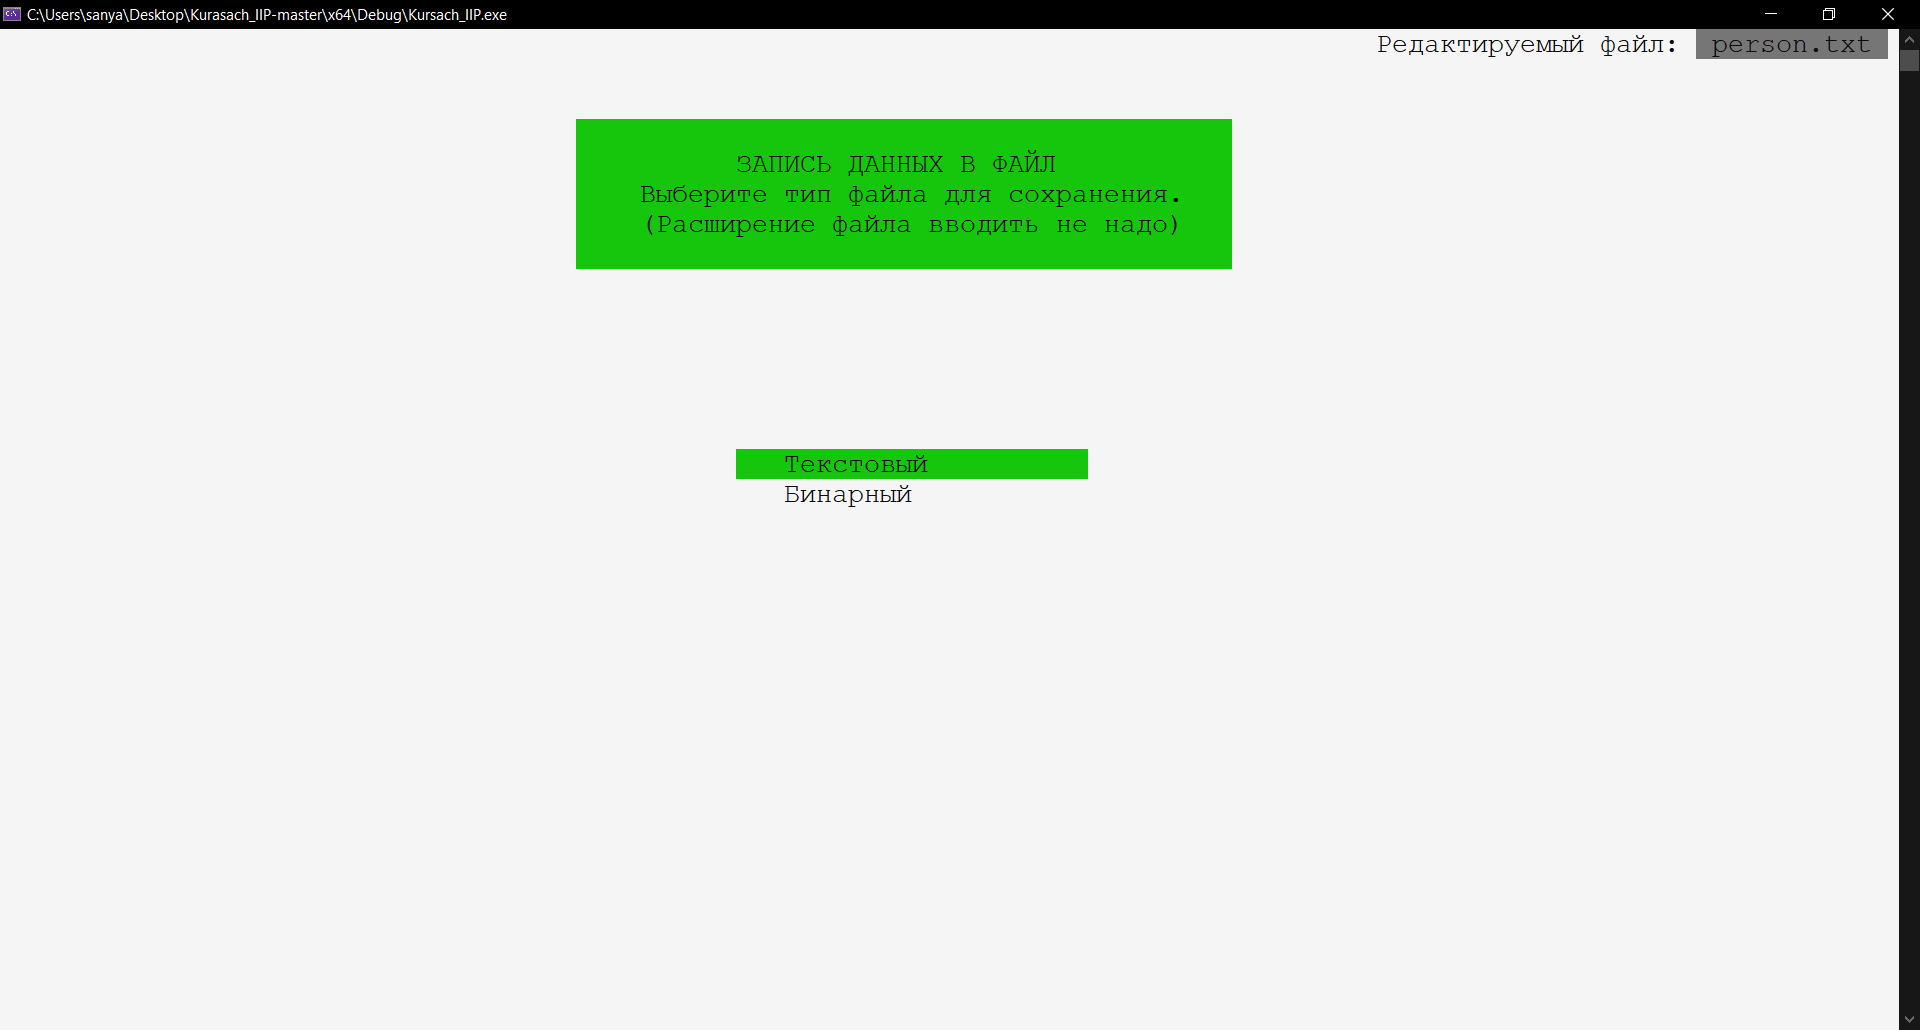 C:\Users\sanya\Desktop\Kurasach_IIP-master\x64\Debug\Kursach_IIP.exe
Редактируемый файл: person.txt
ЗАПИСЬ ДАННЫХ В ФАЙЛ
Выберите тип файла для сохранения.
(Расширение файла вводить не надо)
Текстовый
Бинарный